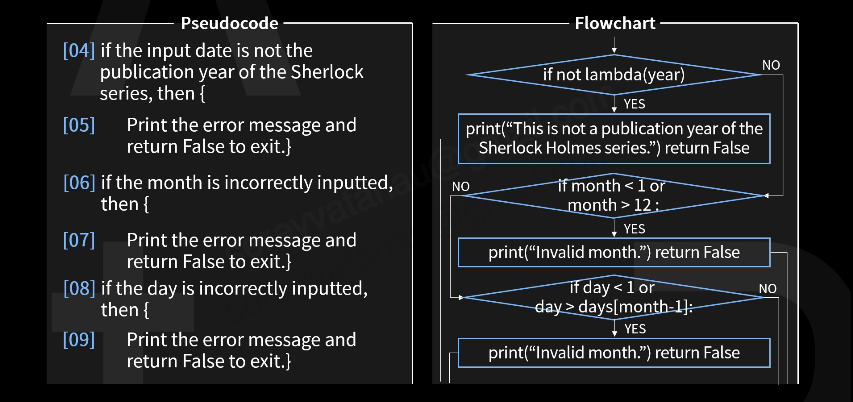 Pseudocode
[04] if the input date is not the
publication year of the Sherlock
series, then {
[05] Print the error message and
return False to exit.}
[06] if the month is incorrectly inputted,
then {
[07] Print the error message and
return False to exit.}
[08] if the day is incorrectly inputted,
then {
[09] Print the error message and
return False to exit.}
Flowchart
if not lambda(year)
NO
YES
print(“This is not a publication year of the
Sherlock Holmes series.”) return False
NO
if month < 1 or
month > 12 :
YES
print(“Invalid month.”) return False
if day < 1 or
day > days[month-1]:
NO
YES
print(“Invalid month.”) return False